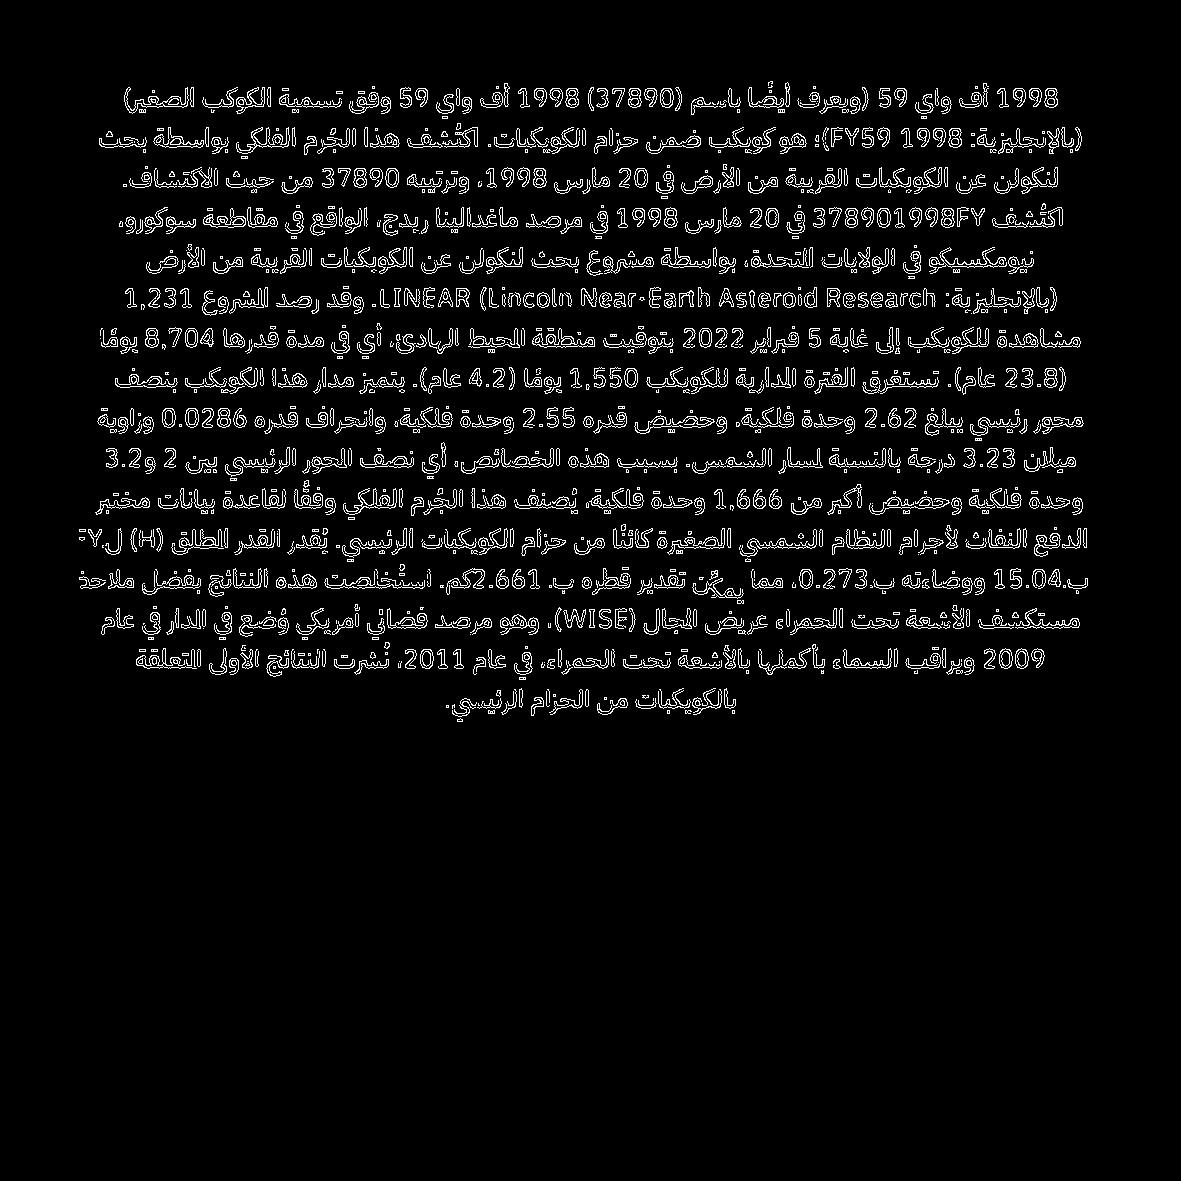 1998 أف واي 59 (ويعرف أيضًا باسم (37890) 1998 أف واي 59 وفق تسمية الكوكب الصغير)
(بالإنجليزية: 1998 FY59)؛ هو كويكب ضمن حزام الكويكبات. اكتُشف هذا الجُرم الفلكي بواسطة بحث
لنكولن عن الكويكبات القريبة من الأرض في 20 مارس 1998، وترتيبه 37890 من حيث الاكتشاف.
اكتُشف 378901998FY في 20 مارس 1998 في مرصد ماغدالينا ريدج، الواقع في مقاطعة سوكورو،
نيومكسيكو في الولايات المتحدة، بواسطة مشروع بحث لنكولن عن الكويكبات القريبة من الأرض
(بالإنجليزية: LINEAR (Lincoln Near-Earth Asteroid Research. وقد رصد المشروع 1,231
مشاهدة للكويكب إلى غاية 5 فبراير 2022 بتوقيت منطقة المحيط الهادئ، أي في مدة قدرها 8,704 يومًا
(23.8 عام). تستغرق الفترة المدارية للكويكب 1,550 يومًا (4.2 عام). يتميز مدار هذا الكويكب بنصف
محور رئيسي يبلغ 2.62 وحدة فلكية، وحضيض قدره 2.55 وحدة فلكية، وانحراف قدره 0.0286 وزاوية
ميلان 3.23 درجة بالنسبة لمسار الشمس. بسبب هذه الخصائص، أي نصف المحور الرئيسي بين 2 و3.2
وحدة فلكية وحضيض أكبر من 1,666 وحدة فلكية، يُصنف هذا الجُرم الفلكي وفقًا لقاعدة بيانات مختبر
الدفع النفاث لأجرام النظام الشمسي الصغيرة كائنًا من حزام الكويكبات الرئيسي. يُقدر القدر المطلق (H) لـ
بـ15.04 ووضاءته بـ0.273، مما يمكِّن تقدير قطره بـ 2.661كم. استُخلصت هذه النتائج بفضل
مستكشف الأشعة تحت الحمراء عريض المجال (WISE)، وهو مرصد فضائي أمريكي وُضع في المدار في عام
2009 ويراقب السماء بأكملها بالأشعة تحت الحمراء، في عام 2011، نُشرت النتائج الأولى المتعلقة
بالكويكبات من الحزام الرئيسي.